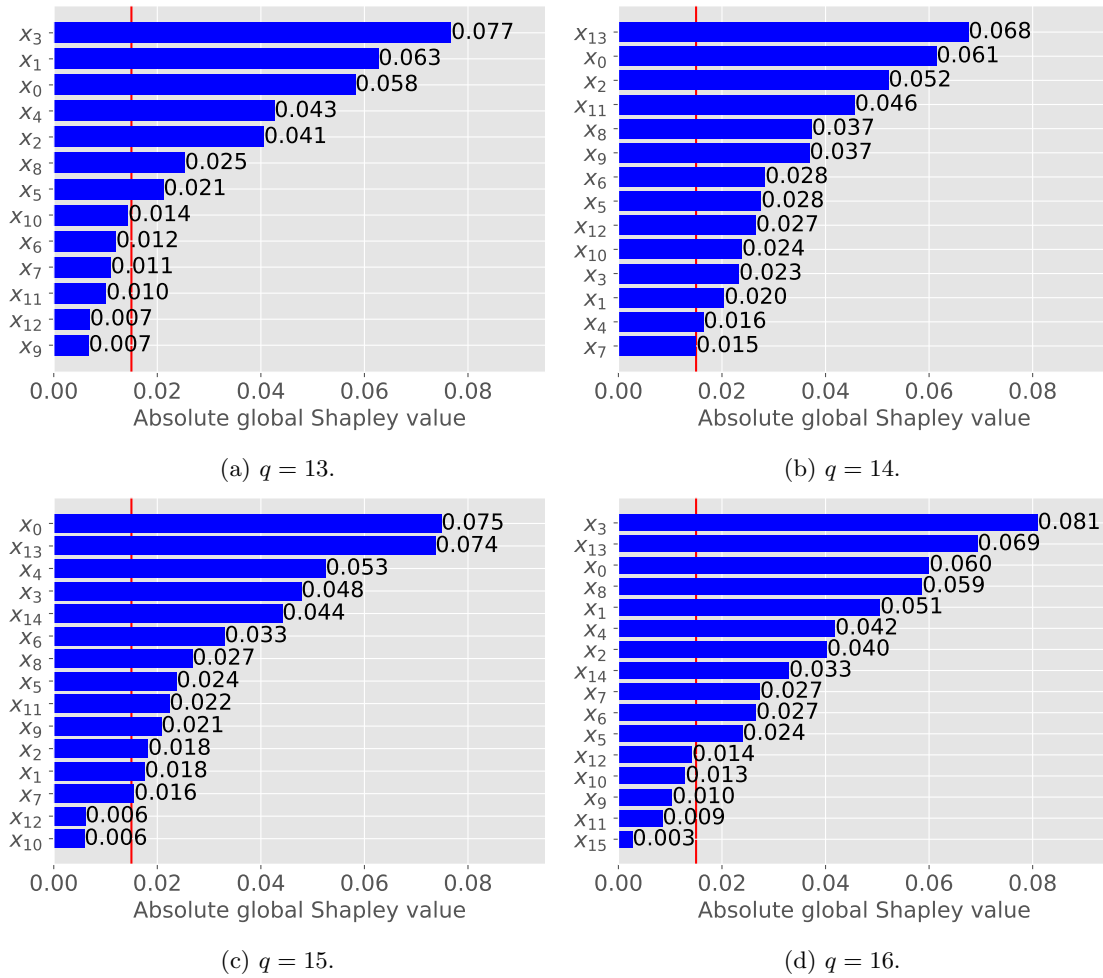 x3 0.077
x1 0.063
x0 0.058
x4 0.043
x2 0.041
x8 0.025
x5 0.021
x10 0.014
x6 0.012
x7 0.011
x11 0.010
x12 0.007
x9 0.007
0.00 0.02 0.04 0.06 0.08
Absolute global Shapley value
(a) q = 13.
x13 0.068
x0 0.061
x2 0.052
x11 0.046
x8 0.037
x9 0.037
x6 0.028
x5 0.028
x12 0.027
x10 0.024
x3 0.023
x1 0.020
x4 0.016
x7 0.015
0.00 0.02 0.04 0.06 0.08
Absolute global Shapley value
(b) q = 14.
x0 0.075
x13 0.074
x4 0.053
x3 0.048
x14 0.044
x6 0.033
x8 0.027
x5 0.024
x11 0.022
x9 0.021
x2 0.018
x1 0.018
x7 0.016
x12 0.006
x10 0.006
0.00 0.02 0.04 0.06 0.08
Absolute global Shapley value
(c) q = 15.
x3 0.081
x13 0.069
x0 0.060
x8 0.059
x1 0.051
x4 0.042
x2 0.040
x14 0.033
x7 0.027
x6 0.027
x5 0.024
x12 0.014
x10 0.013
x9 0.010
x11 0.009
x15 0.003
0.00 0.02 0.04 0.06 0.08
Absolute global Shapley value
(d) q = 16.